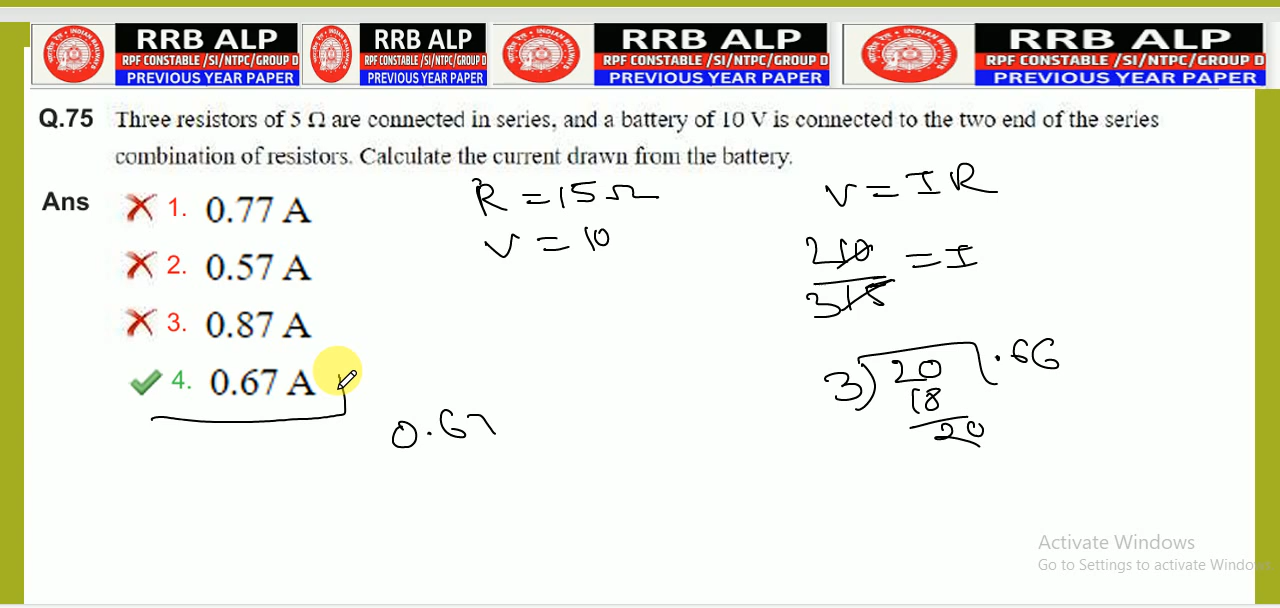 RRB ALP RRB ALP RRB ALP RRB ALP
RPF CONSTABLE /SI/NTPC/GROUP D RPF CONSTABLE /SI/NTPC/GROUP D RPF CONSTABLE /SI/NTPC/GROUP D RPF CONSTABLE /SI/NTPC/GROUP D
PREVIOUS YEAR PAPER PREVIOUS YEAR PAPER PREVIOUS YEAR PAPER PREVIOUS YEAR PAPER
Q.75 Three resistors of 5 Ω are connected in series, and a battery of 10 V is connected to the two end of the series
combination of resistors. Calculate the current drawn from the battery.
Ans
1. 0.77 A
2. 0.57 A
3. 0.87 A
4. 0.67 A
R = 15 Ω
V = 10
0.67
V = I R
2 10 = I
3 15
3) 20 ( .66
18
20
Activate Windows
Go to Settings to activate Windows